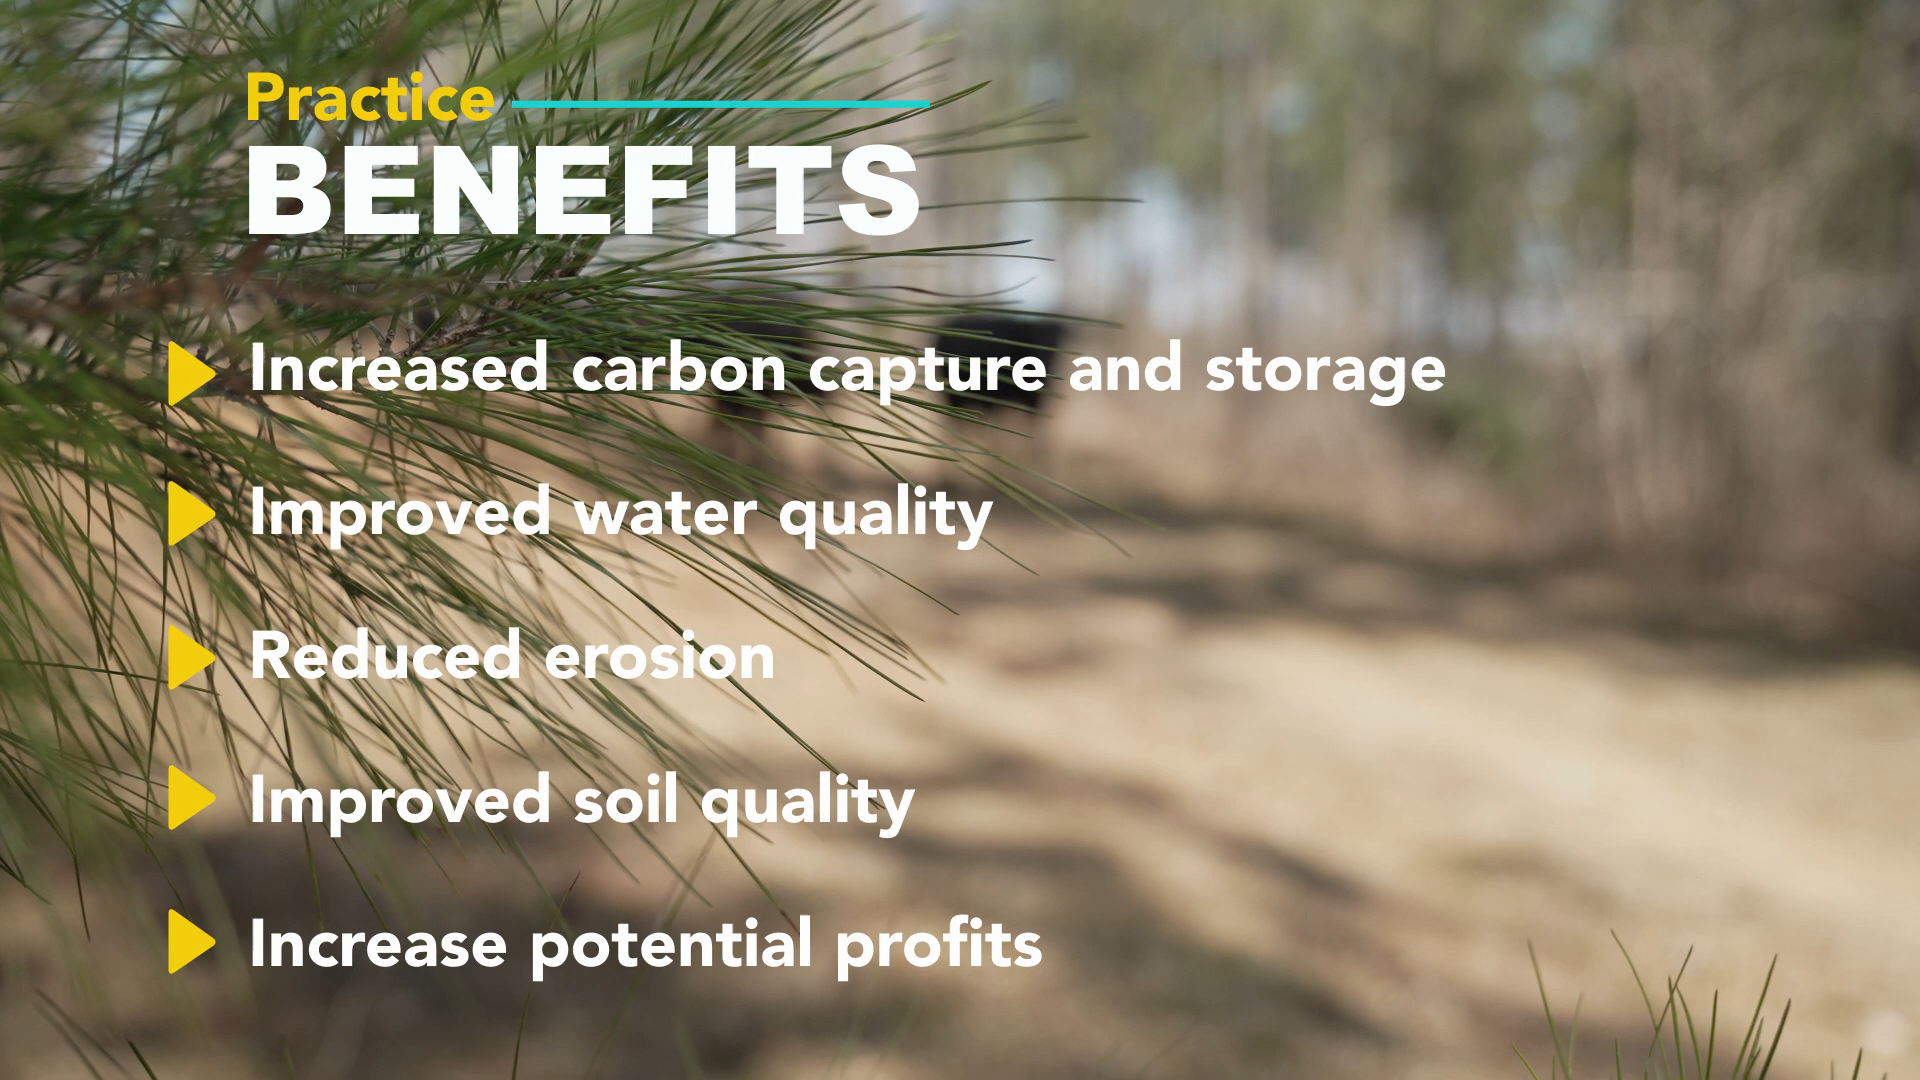 Practice
BENEFITS
Increased carbon capture and storage
Improved water quality
Reduced erosion
Improved soil quality
Increase potential profits